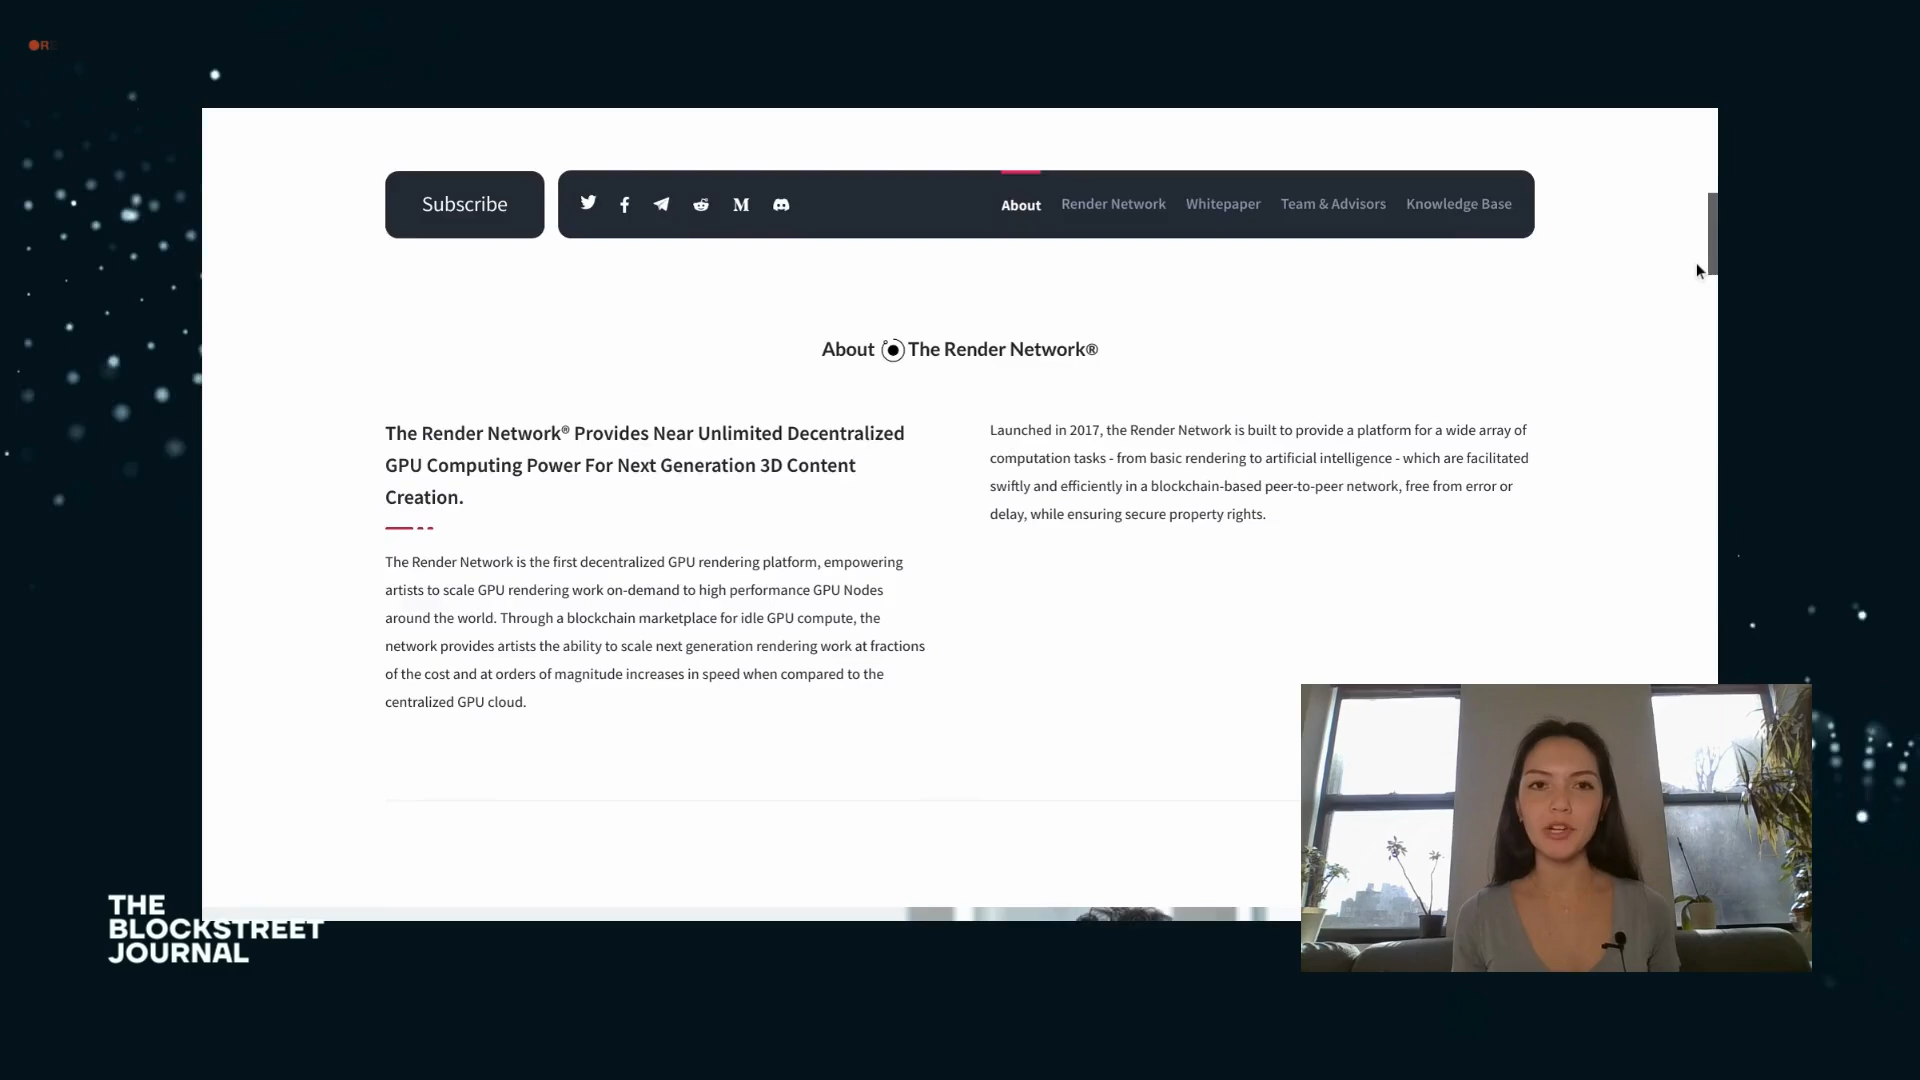 Subscribe
About Render Network Whitepaper Team & Advisors Knowledge Base
About The Render Network®
The Render Network® Provides Near Unlimited Decentralized
GPU Computing Power For Next Generation 3D Content
Creation.
The Render Network is the first decentralized GPU rendering platform, empowering
artists to scale GPU rendering work on-demand to high performance GPU Nodes
around the world. Through a blockchain marketplace for idle GPU compute, the
network provides artists the ability to scale next generation rendering work at fractions
of the cost and at orders of magnitude increases in speed when compared to the
centralized GPU cloud.
Launched in 2017, the Render Network is built to provide a platform for a wide array of
computation tasks - from basic rendering to artificial intelligence - which are facilitated
swiftly and efficiently in a blockchain-based peer-to-peer network, free from error or
delay, while ensuring secure property rights.
THE
BLOCKSTREET
JOURNAL